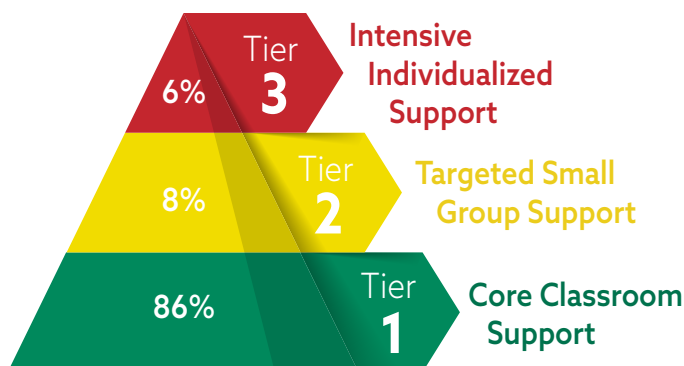 6%
Tier
3
Intensive
Individualized
Support
8%
Tier
2
Targeted Small
Group Support
86%
Tier
1
Core Classroom
Support